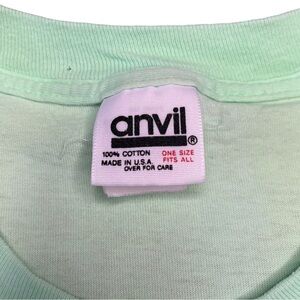 anvil®
100% COTTON ONE SIZE
MADE IN U.S.A. FITS ALL
OVER FOR CARE